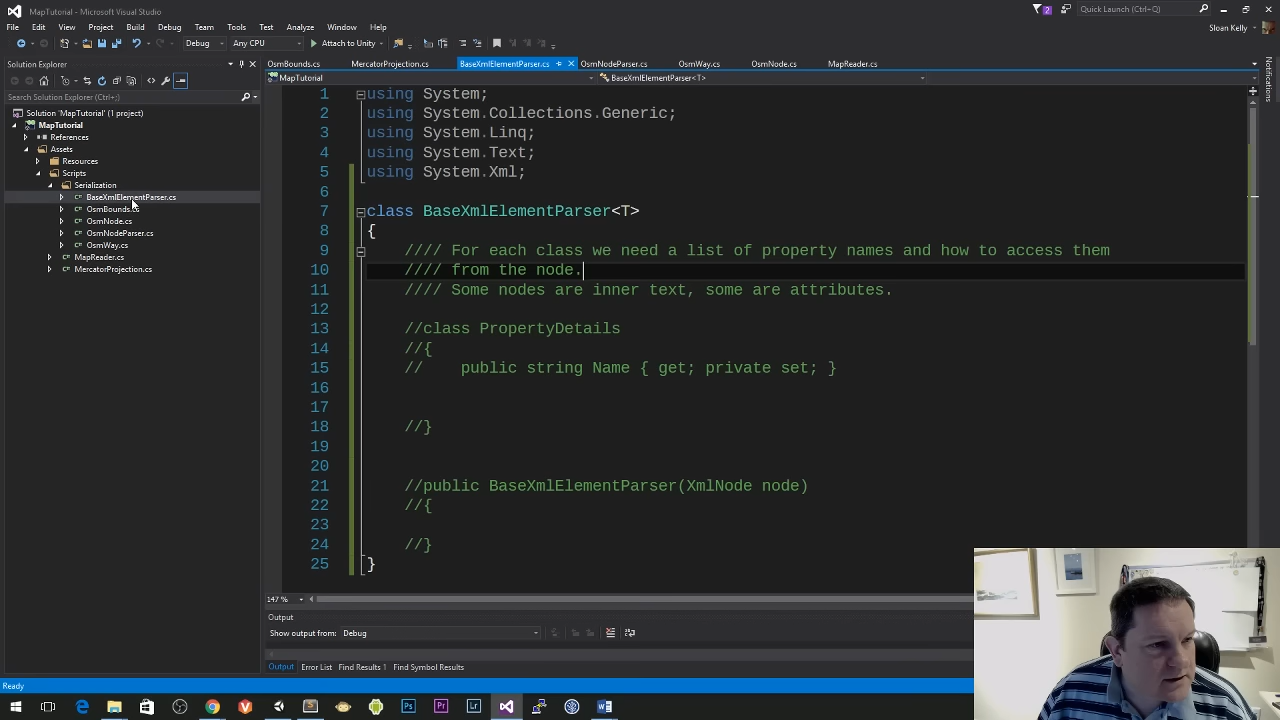 MapTutorial - Microsoft Visual Studio
2
Quick Launch (Ctrl+Q)
File Edit View Project Build Debug Team Tools Test Analyze Window Help
Sloan Kelly
Debug Any CPU Attach to Unity
Solution Explorer
OsmBounds.cs MercatorProjection.cs BaseXmlElementParser.cs OsmNodeParser.cs OsmWay.cs OsmNode.cs MapReader.cs
MapTutorial BaseXmlElementParser<T>
Notifications
Search Solution Explorer (Ctrl+;)
Solution 'MapTutorial' (1 project)
MapTutorial
References
Assets
Resources
Scripts
Serialization
BaseXmlElementParser.cs
OsmBounds.cs
OsmNode.cs
OsmNodeParser.cs
OsmWay.cs
MapReader.cs
MercatorProjection.cs
1 using System;
2 using System.Collections.Generic;
3 using System.Linq;
4 using System.Text;
5 using System.Xml;
6
7 class BaseXmlElementParser<T>
8 {
9 //// For each class we need a list of property names and how to access them
10 //// from the node.
11 //// Some nodes are inner text, some are attributes.
12
13 //class PropertyDetails
14 //{
15 // public string Name { get; private set; }
16
17
18 //}
19
20
21 //public BaseXmlElementParser(XmlNode node)
22 //{
23
24 //}
25 }
147 %
Output
Show output from: Debug
Output Error List Find Results 1 Find Symbol Results
Ready